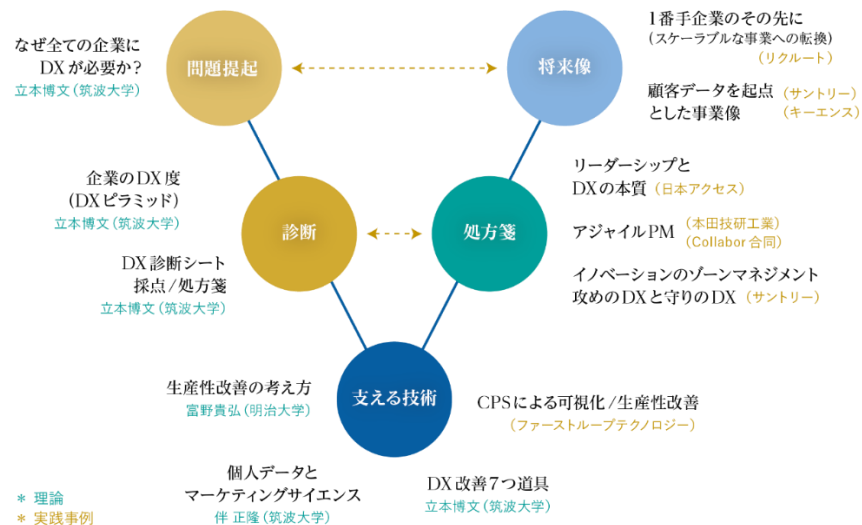 なぜ全ての企業に
DXが必要か?
立本博文(筑波大学)
問題提起
将来像
1番手企業のその先に
(スケーラブルな事業への転換)
(リクルート)
顧客データを起点
とした事業像
(サントリー)
(キーエンス)
企業のDX度
(DXピラミッド)
立本博文(筑波大学)
DX診断シート
採点/処方箋
立本博文(筑波大学)
診断
処方箋
リーダーシップと
DXの本質(日本アクセス)
アジャイルPM
(本田技研工業)
(Collabor合同)
イノベーションのゾーンマネジメント
攻めのDXと守りのDX(サントリー)
生産性改善の考え方
富野貴弘(明治大学)
支える技術
CPSによる可視化/生産性改善
(ファーストループテクノロジー)
個人データと
マーケティングサイエンス
伴 正隆(筑波大学)
DX改善7つ道具
立本博文(筑波大学)
* 理論
* 実践事例